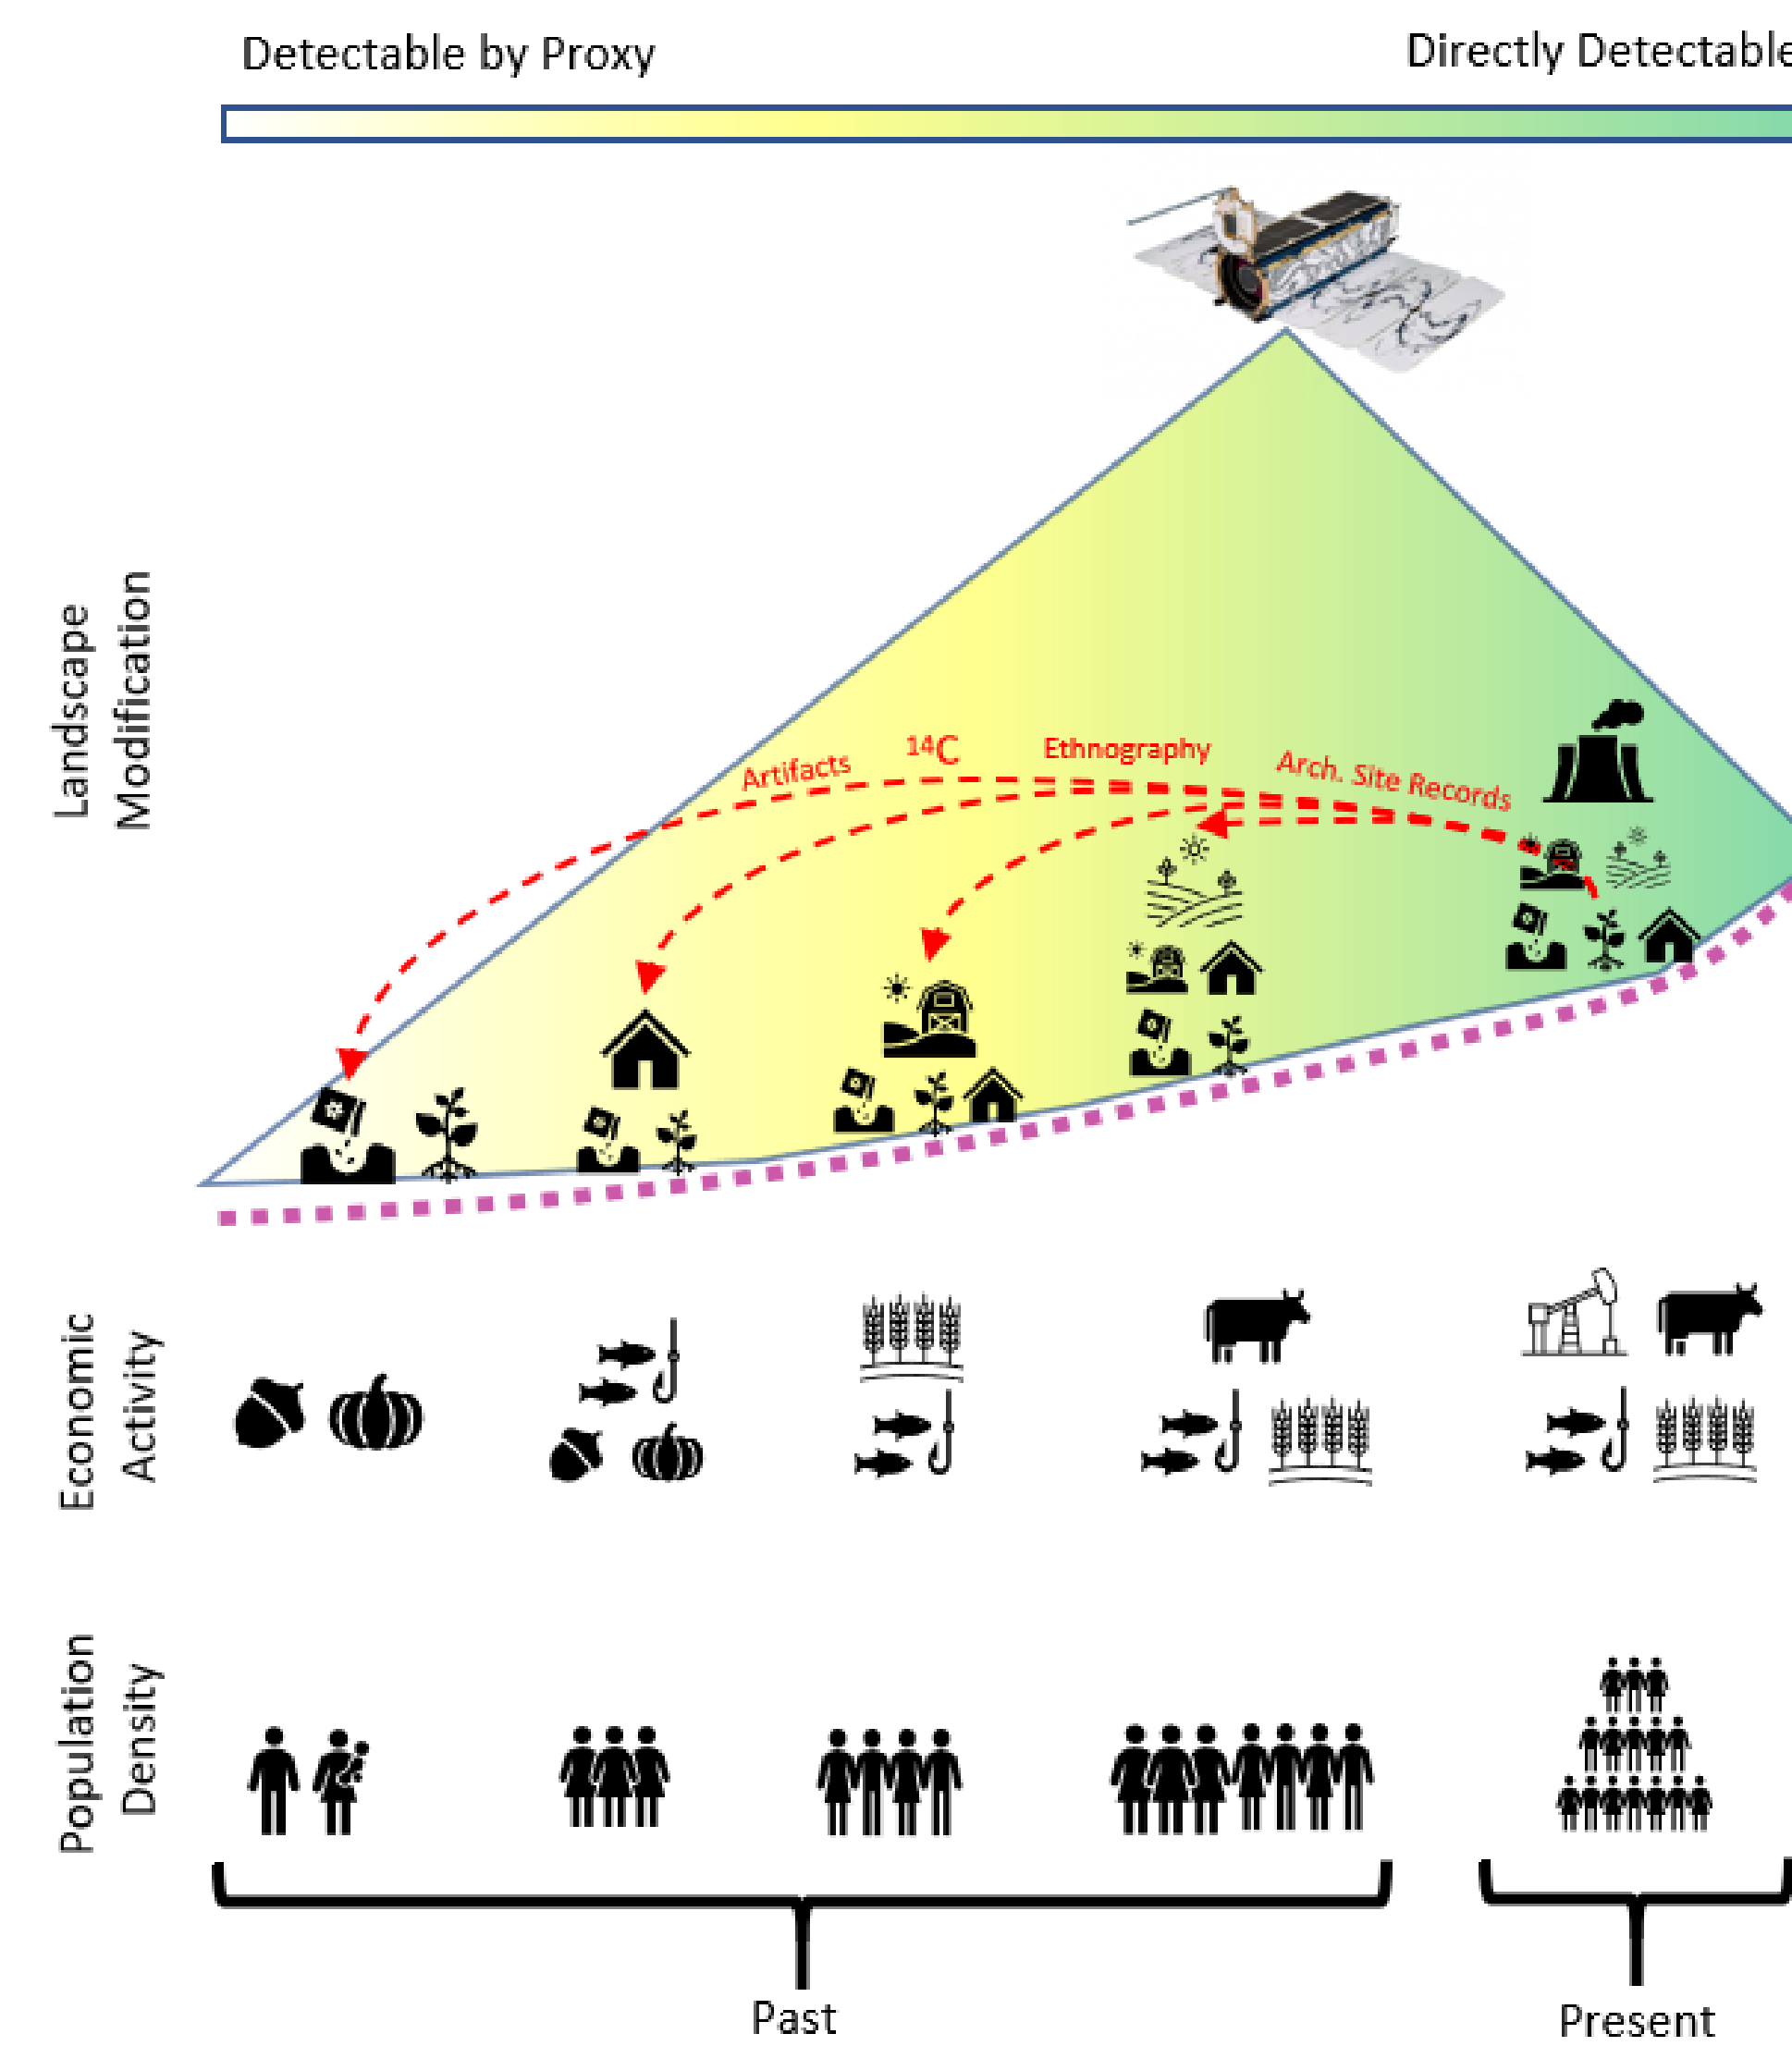 Detectable by Proxy
Directly Detectable
Landscape
Modification
Artifacts
¹⁴C
Ethnography
Arch. Site Records
Economic
Activity
Population
Density
Past
Present